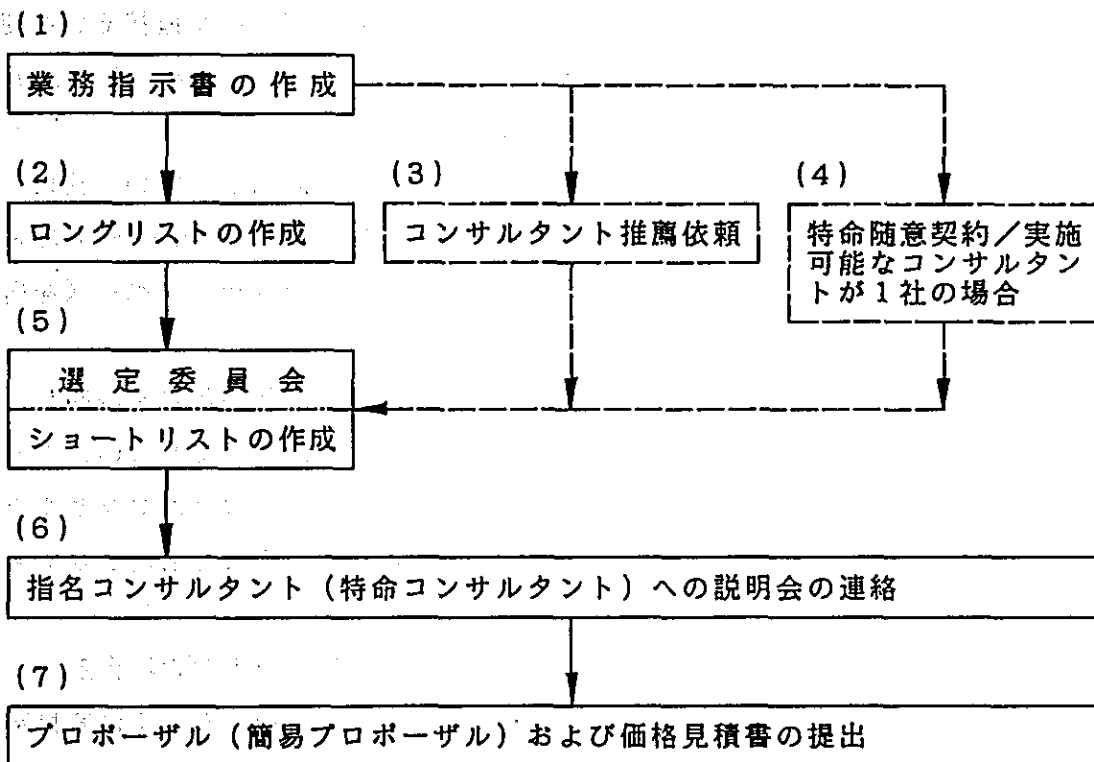 (1)
業務指示書の作成
(2)
ロングリストの作成
(3)
コンサルタント推薦依頼
(4)
特命随意契約／実施
可能なコンサルタン
トが1社の場合
(5)
選定委員会
ショートリストの作成
(6)
指名コンサルタント（特命コンサルタント）への説明会の連絡
(7)
プロポーザル（簡易プロポーザル）および価格見積書の提出